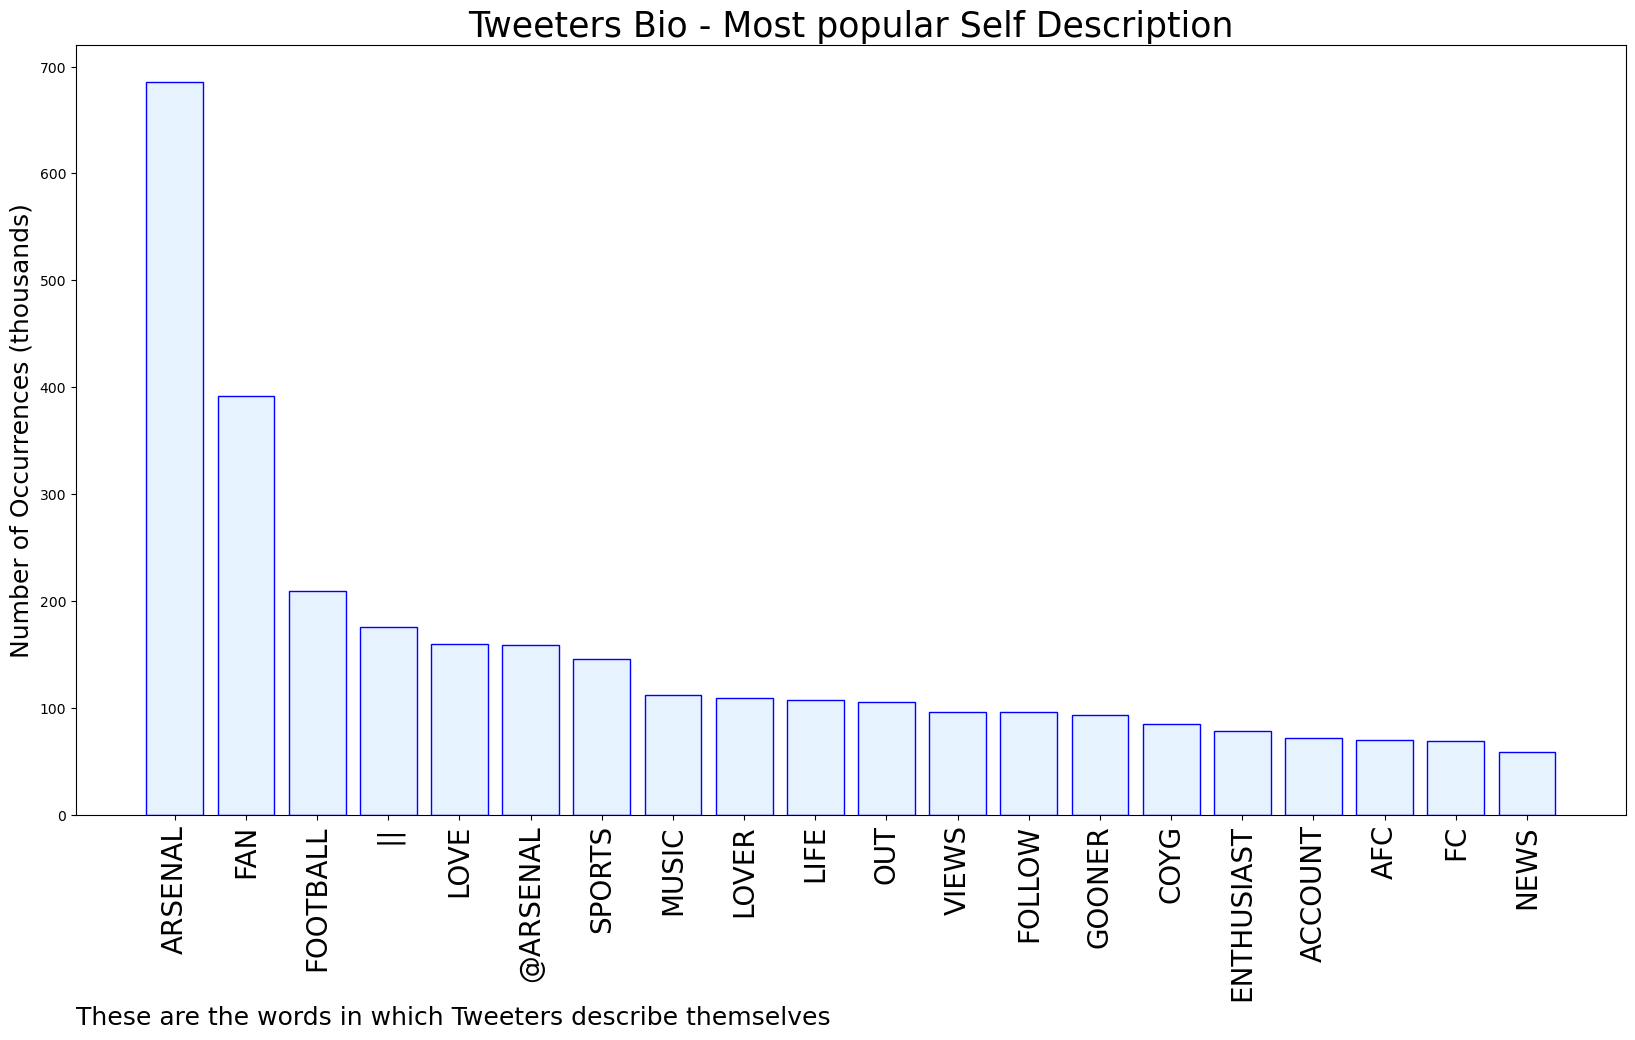 Tweeters Bio - Most popular Self Description
Number of Occurrences (thousands)
700
600
500
400
300
200
100
0
ARSENAL
FAN
FOOTBALL
||
LOVE
@ARSENAL
SPORTS
MUSIC
LOVER
LIFE
OUT
VIEWS
FOLLOW
GOONER
COYG
ENTHUSIAST
ACCOUNT
AFC
FC
NEWS
These are the words in which Tweeters describe themselves